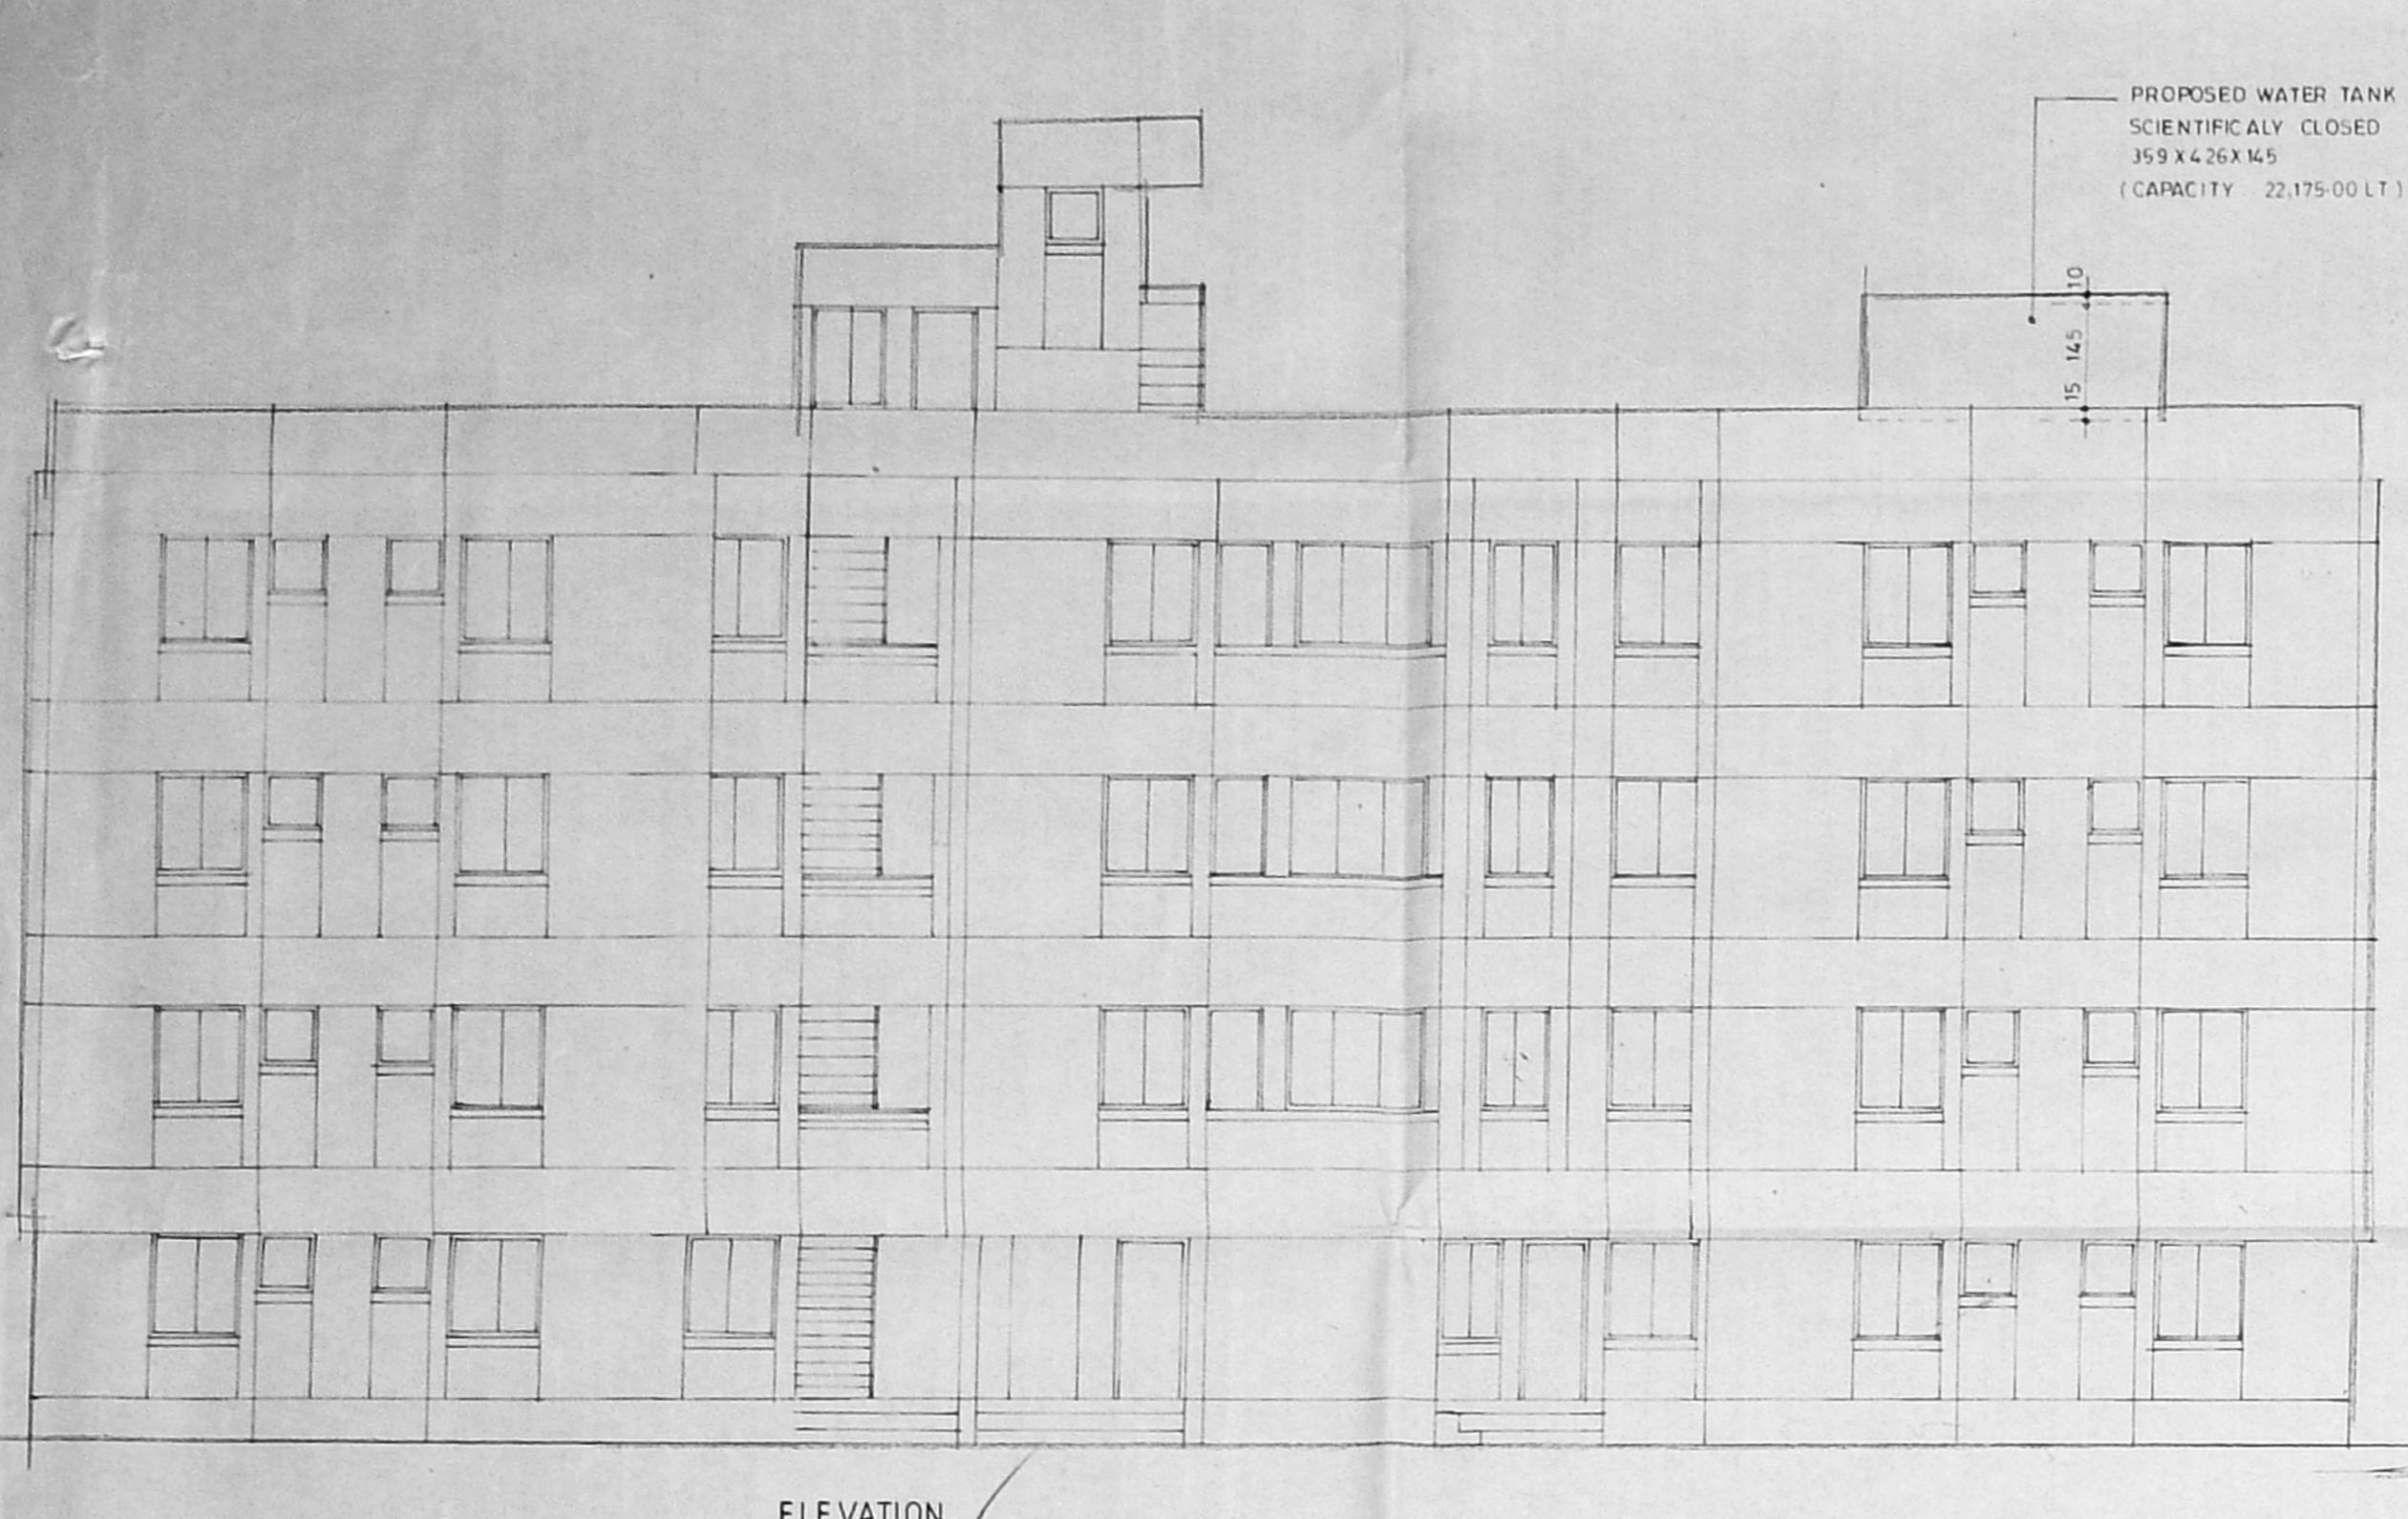 PROPOSED WATER TANK
SCIENTIFICALY CLOSED
359 X 426 X 145
(CAPACITY 22,175·00 LT)
10
145
15
ELEVATION